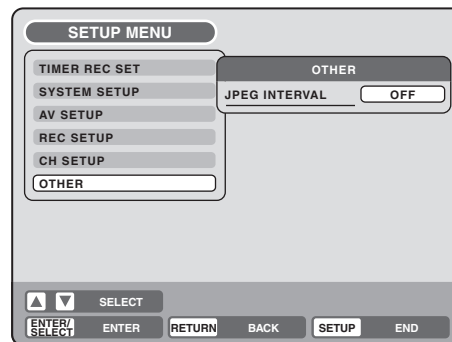 SETUP MENU
TIMER REC SET
SYSTEM SETUP
AV SETUP
REC SETUP
CH SETUP
OTHER
OTHER
JPEG INTERVAL OFF
SELECT
ENTER/
SELECT ENTER RETURN BACK SETUP END